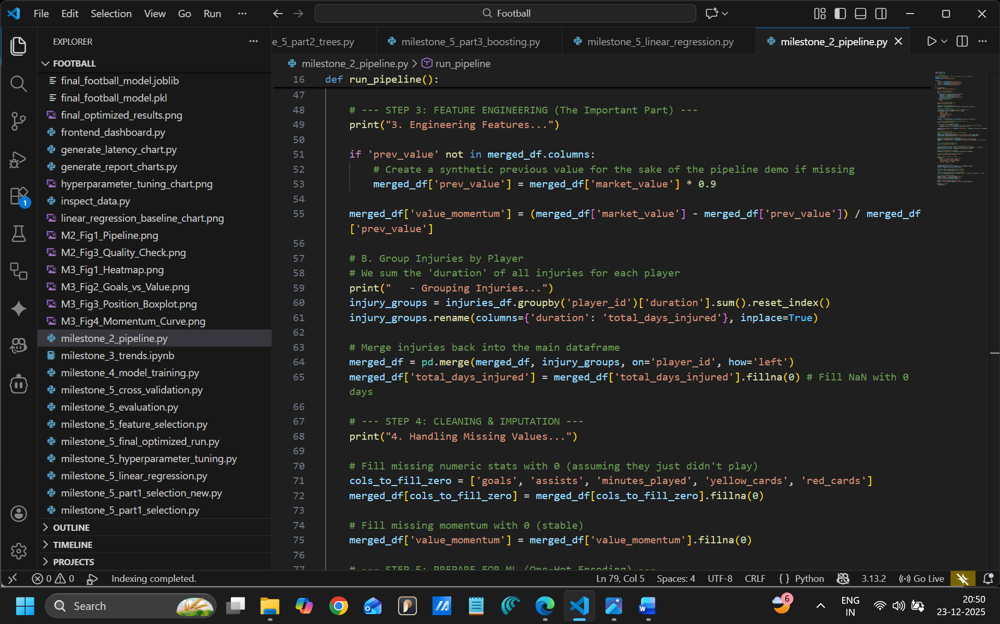 File Edit Selection View Go Run ...
Football
EXPLORER
FOOTBALL
final_football_model.joblib
final_football_model.pkl
final_optimized_results.png
frontend_dashboard.py
generate_latency_chart.py
generate_report_charts.py
hyperparameter_tuning_chart.png
inspect_data.py
linear_regression_baseline_chart.png
M2_Fig1_Pipeline.png
M2_Fig3_Quality_Check.png
M3_Fig1_Heatmap.png
M3_Fig2_Goals_vs_Value.png
M3_Fig3_Position_Boxplot.png
M3_Fig4_Momentum_Curve.png
milestone_2_pipeline.py
milestone_3_trends.ipynb
milestone_4_model_training.py
milestone_5_cross_validation.py
milestone_5_evaluation.py
milestone_5_feature_selection.py
milestone_5_final_optimized_run.py
milestone_5_hyperparameter_tuning.py
milestone_5_linear_regression.py
milestone_5_part1_selection_new.py
milestone_5_part1_selection.py
OUTLINE
TIMELINE
PROJECTS
1
e_5_part2_trees.py milestone_5_part3_boosting.py milestone_5_linear_regression.py milestone_2_pipeline.py
milestone_2_pipeline.py > run_pipeline
16 def run_pipeline():
47
48 # --- STEP 3: FEATURE ENGINEERING (The Important Part) ---
49 print("3. Engineering Features...")
50
51 if 'prev_value' not in merged_df.columns:
52 # Create a synthetic previous value for the sake of the pipeline demo if missing
53 merged_df['prev_value'] = merged_df['market_value'] * 0.9
54
55 merged_df['value_momentum'] = (merged_df['market_value'] - merged_df['prev_value']) / merged_df
['prev_value']
56
57 # B. Group Injuries by Player
58 # We sum the 'duration' of all injuries for each player
59 print("   - Grouping Injuries...")
60 injury_groups = injuries_df.groupby('player_id')['duration'].sum().reset_index()
61 injury_groups.rename(columns={'duration': 'total_days_injured'}, inplace=True)
62
63 # Merge injuries back into the main dataframe
64 merged_df = pd.merge(merged_df, injury_groups, on='player_id', how='left')
65 merged_df['total_days_injured'] = merged_df['total_days_injured'].fillna(0) # Fill NaN with 0
days
66
67 # --- STEP 4: CLEANING & IMPUTATION ---
68 print("4. Handling Missing Values...")
69
70 # Fill missing numeric stats with 0 (assuming they just didn't play)
71 cols_to_fill_zero = ['goals', 'assists', 'minutes_played', 'yellow_cards', 'red_cards']
72 merged_df[cols_to_fill_zero] = merged_df[cols_to_fill_zero].fillna(0)
73
74 # Fill missing momentum with 0 (stable)
75 merged_df['value_momentum'] = merged_df['value_momentum'].fillna(0)
76
77 # --- STEP 5: PREPARE FOR ML (One-Hot Encoding) ---
0 0 Indexing completed. Ln 79, Col 5 Spaces: 4 UTF-8 CRLF { } Python 3.13.2 Go Live
Search
6
ENG
IN
20:50
23-12-2025